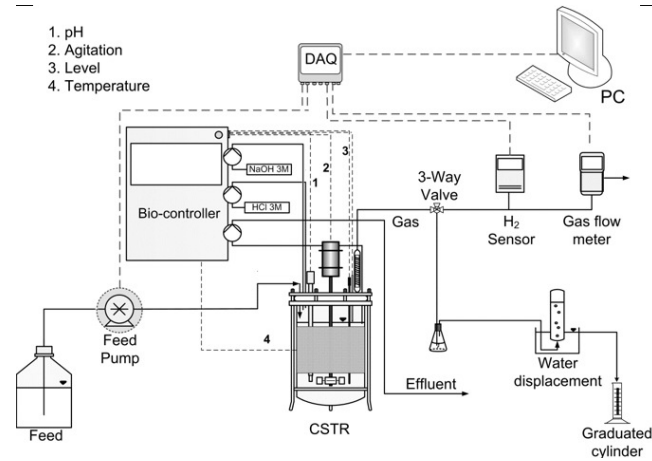 1. pH
2. Agitation
3. Level
4. Temperature
DAQ
PC
NaOH 3M
HCl 3M
Bio-controller
1
2
3
3-Way
Valve
Gas
H2
Sensor
Gas flow
meter
Feed
Pump
4
Effluent
Water
displacement
Feed
CSTR
Graduated
cylinder